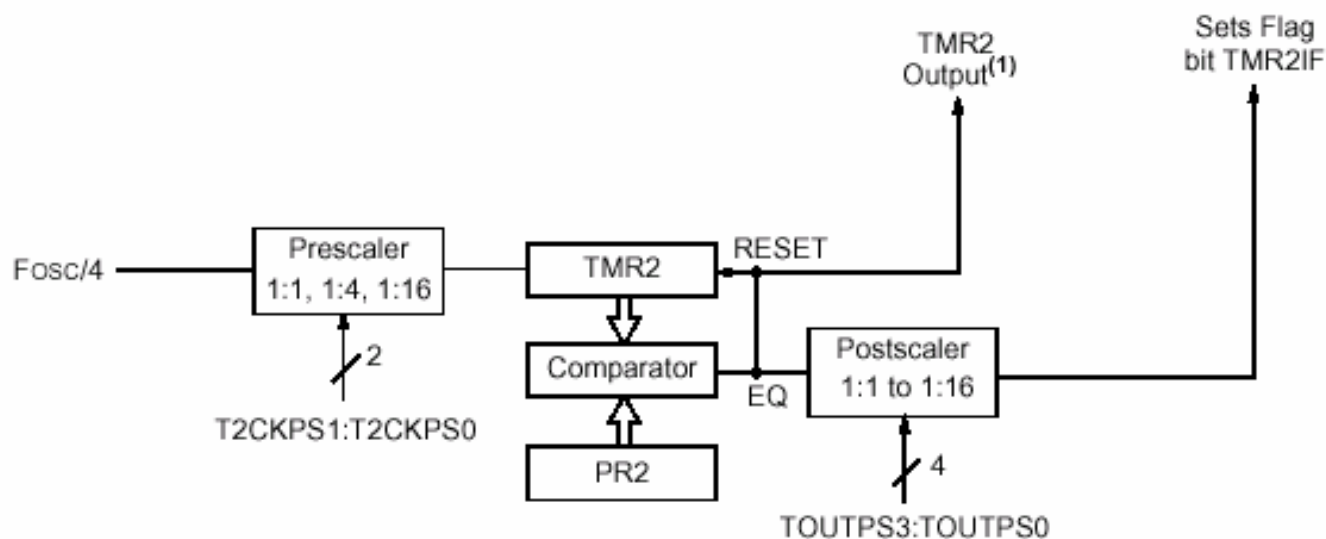 TMR2
Output(1)
Sets Flag
bit TMR2IF
Fosc/4
Prescaler
1:1, 1:4, 1:16
2
T2CKPS1:T2CKPS0
TMR2
RESET
Comparator
EQ
PR2
Postscaler
1:1 to 1:16
4
TOUTPS3:TOUTPS0